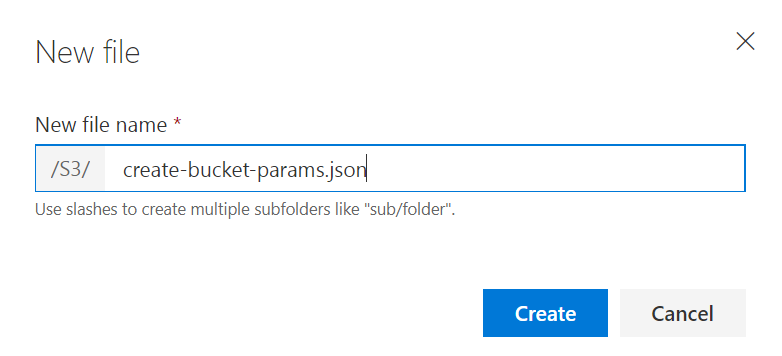 New file
New file name *
/S3/ create-bucket-params.json
Use slashes to create multiple subfolders like "sub/folder".
Create Cancel